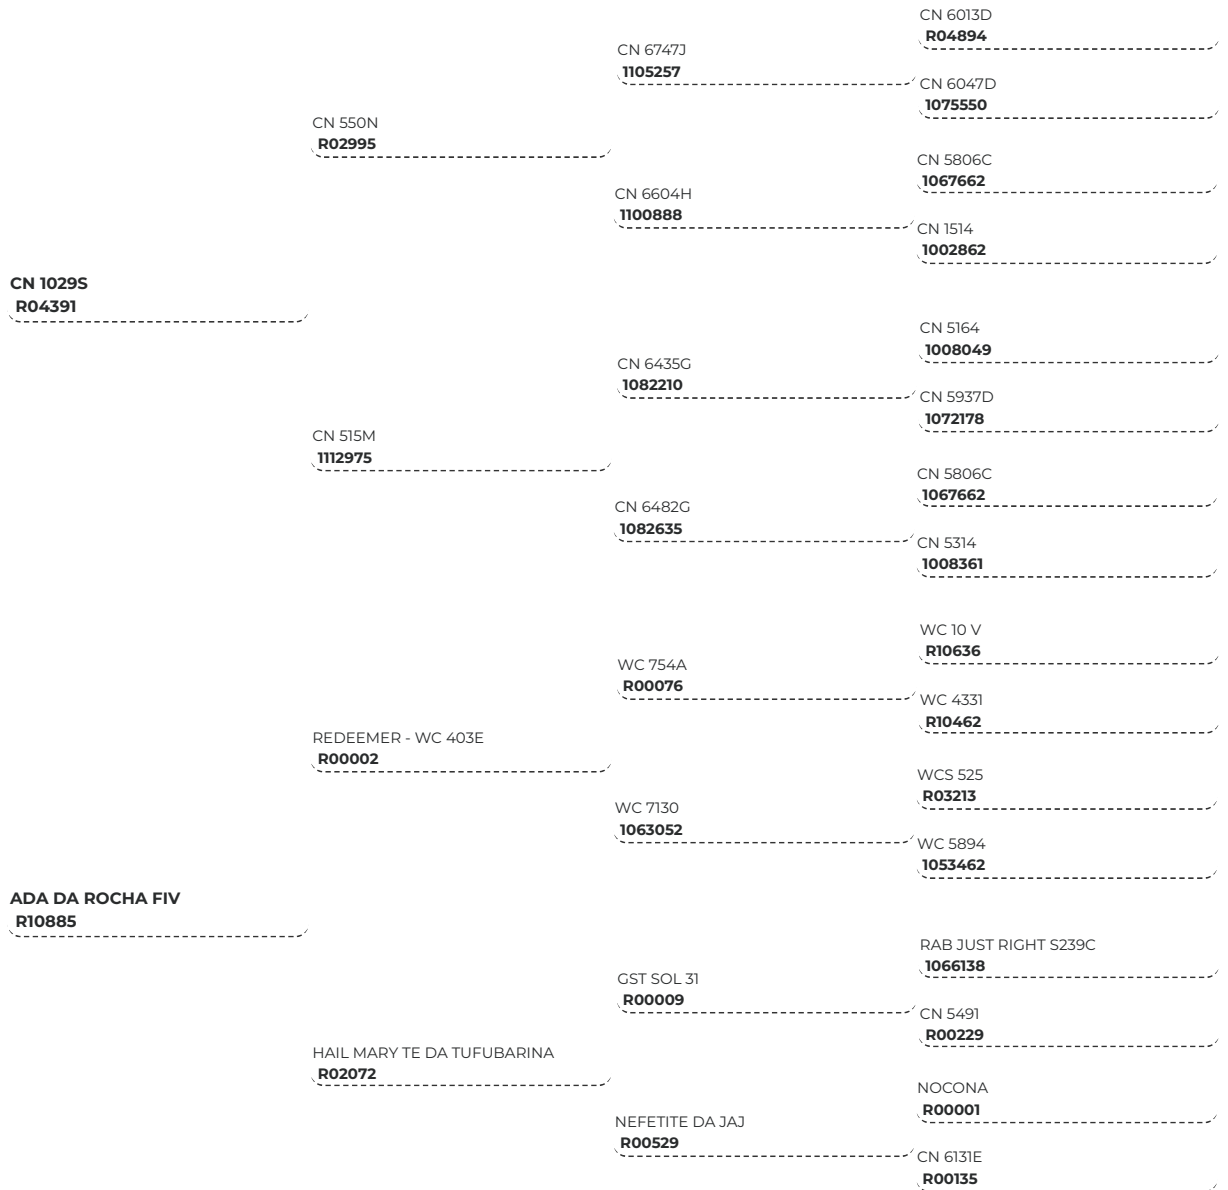 CN 6013D
R04894
CN 6747J
1105257
CN 6047D
1075550
CN 550N
R02995
CN 5806C
1067662
CN 6604H
1100888
CN 1514
1002862
CN 1029S
R04391
CN 5164
1008049
CN 6435G
1082210
CN 5937D
1072178
CN 515M
1112975
CN 5806C
1067662
CN 6482G
1082635
CN 5314
1008361
WC 10 V
R10636
WC 754A
R00076
WC 4331
R10462
REDEEMER - WC 403E
R00002
WCS 525
R03213
WC 7130
1063052
WC 5894
1053462
ADA DA ROCHA FIV
R10885
RAB JUST RIGHT S239C
1066138
GST SOL 31
R00009
CN 5491
R00229
HAIL MARY TE DA TUFUBARINA
R02072
NOCONA
R00001
NEFETITE DA JAJ
R00529
CN 6131E
R00135